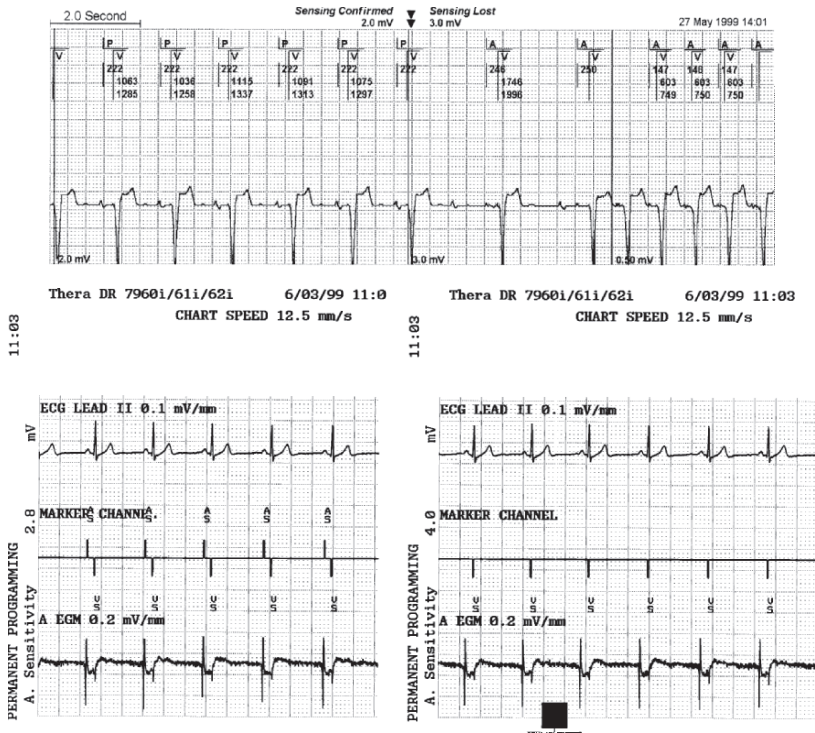 Sensing Confirmed Sensing Lost
2.0 Second 2.0 mV 3.0 mV 27 May 1999 14:01
P P P P P P A A A A A A
V V V V V V V V V V V V
222 222 222 222 222 222 246 250 147 148 147
1063 1036 1115 1091 1075 1746 603 603 603
1285 1258 1337 1313 1297 1996 749 750 750
2.0 mV 3.0 mV 0.50 mV
Thera DR 7960i/61i/62i 6/03/99 11:0
CHART SPEED 12.5 mm/s
11:03
ECG LEAD II 0.1 mV/mm
mV
2.8
MARKER CHANNEL
A S A S A S A S A S
V S V S V S V S V S
A EGM 0.2 mV/mm
PERMANENT PROGRAMMING
A. Sensitivity
Thera DR 7960i/61i/62i 6/03/99 11:03
CHART SPEED 12.5 mm/s
11:03
ECG LEAD II 0.1 mV/mm
mV
4.0
MARKER CHANNEL
V S V S V S V S V S V S
A EGM 0.2 mV/mm
PERMANENT PROGRAMMING
A. Sensitivity